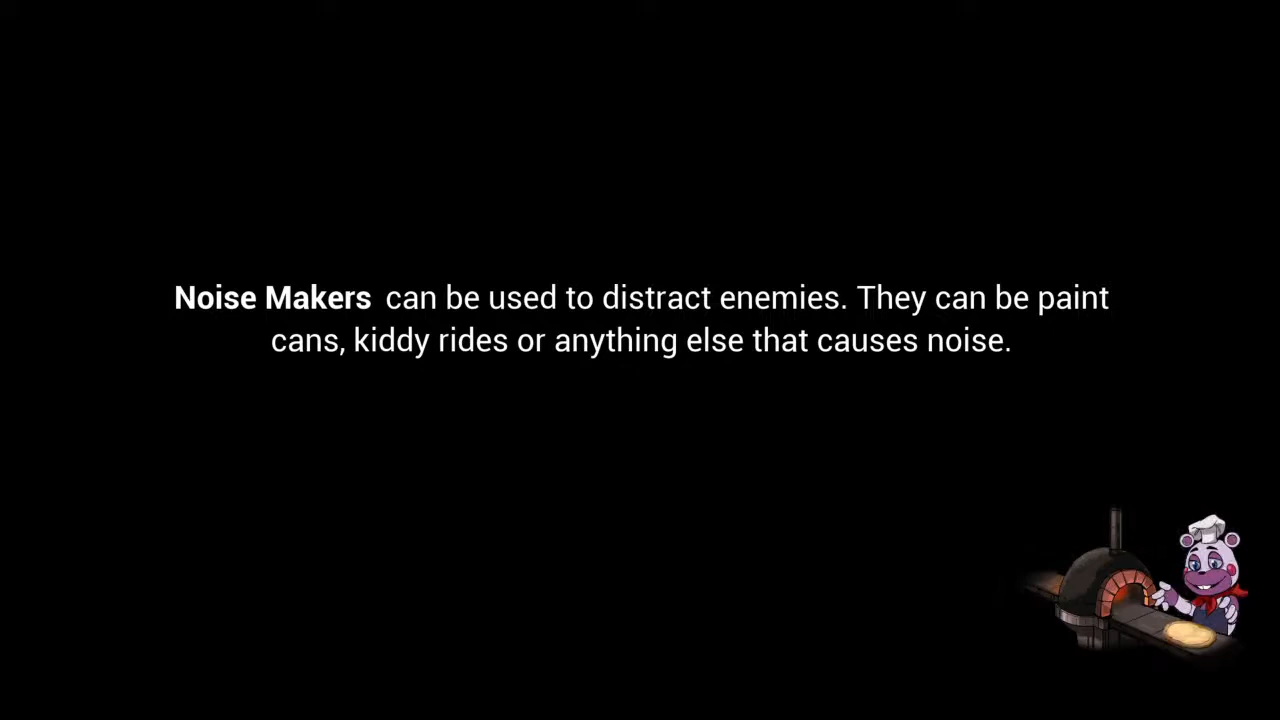 Noise Makers can be used to distract enemies. They can be paint
cans, kiddy rides or anything else that causes noise.